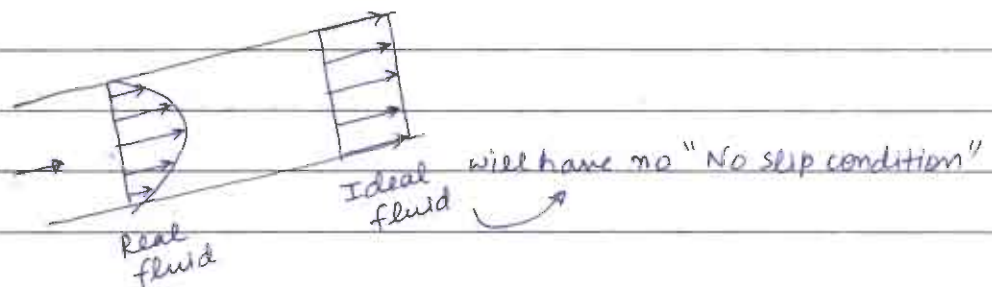 Real
fluid
Ideal
fluid
will have no "No slip condition"